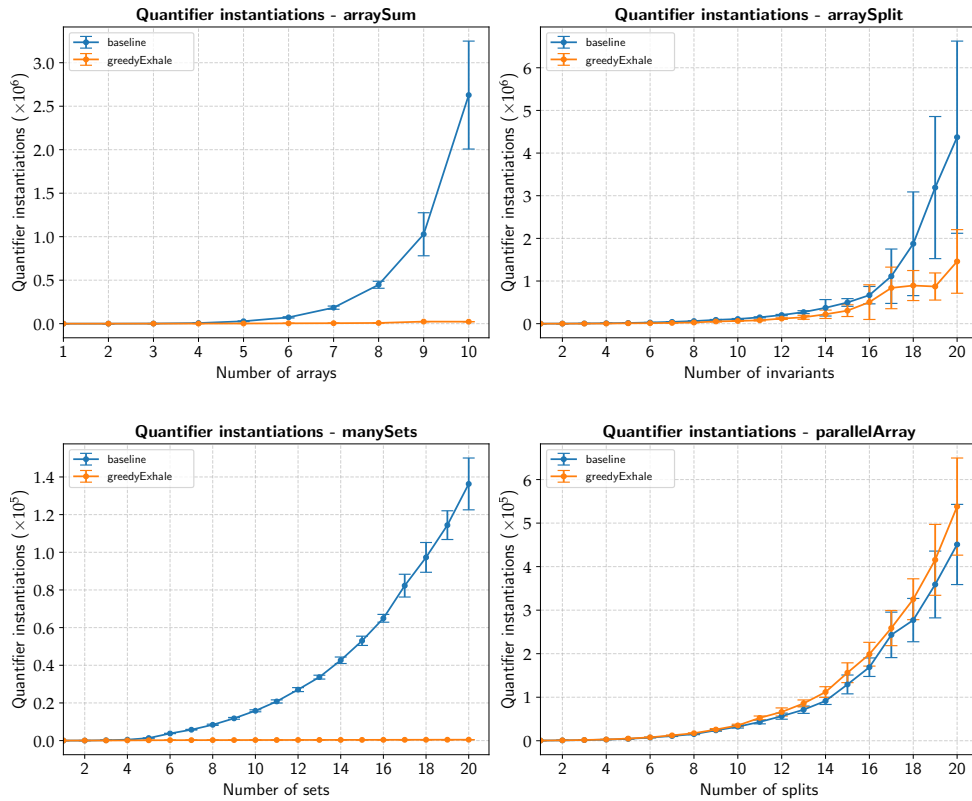 Quantifier instantiations - arraySum
Quantifier instantiations (×10⁶)
3.0
2.5
2.0
1.5
1.0
0.5
0.0
baseline
greedyExhale
1 2 3 4 5 6 7 8 9 10
Number of arrays
Quantifier instantiations - arraySplit
Quantifier instantiations (×10⁶)
6
5
4
3
2
1
0
baseline
greedyExhale
2 4 6 8 10 12 14 16 18 20
Number of invariants
Quantifier instantiations - manySets
Quantifier instantiations (×10⁵)
1.4
1.2
1.0
0.8
0.6
0.4
0.2
0.0
baseline
greedyExhale
2 4 6 8 10 12 14 16 18 20
Number of sets
Quantifier instantiations - parallelArray
Quantifier instantiations (×10⁵)
6
5
4
3
2
1
0
baseline
greedyExhale
2 4 6 8 10 12 14 16 18 20
Number of splits